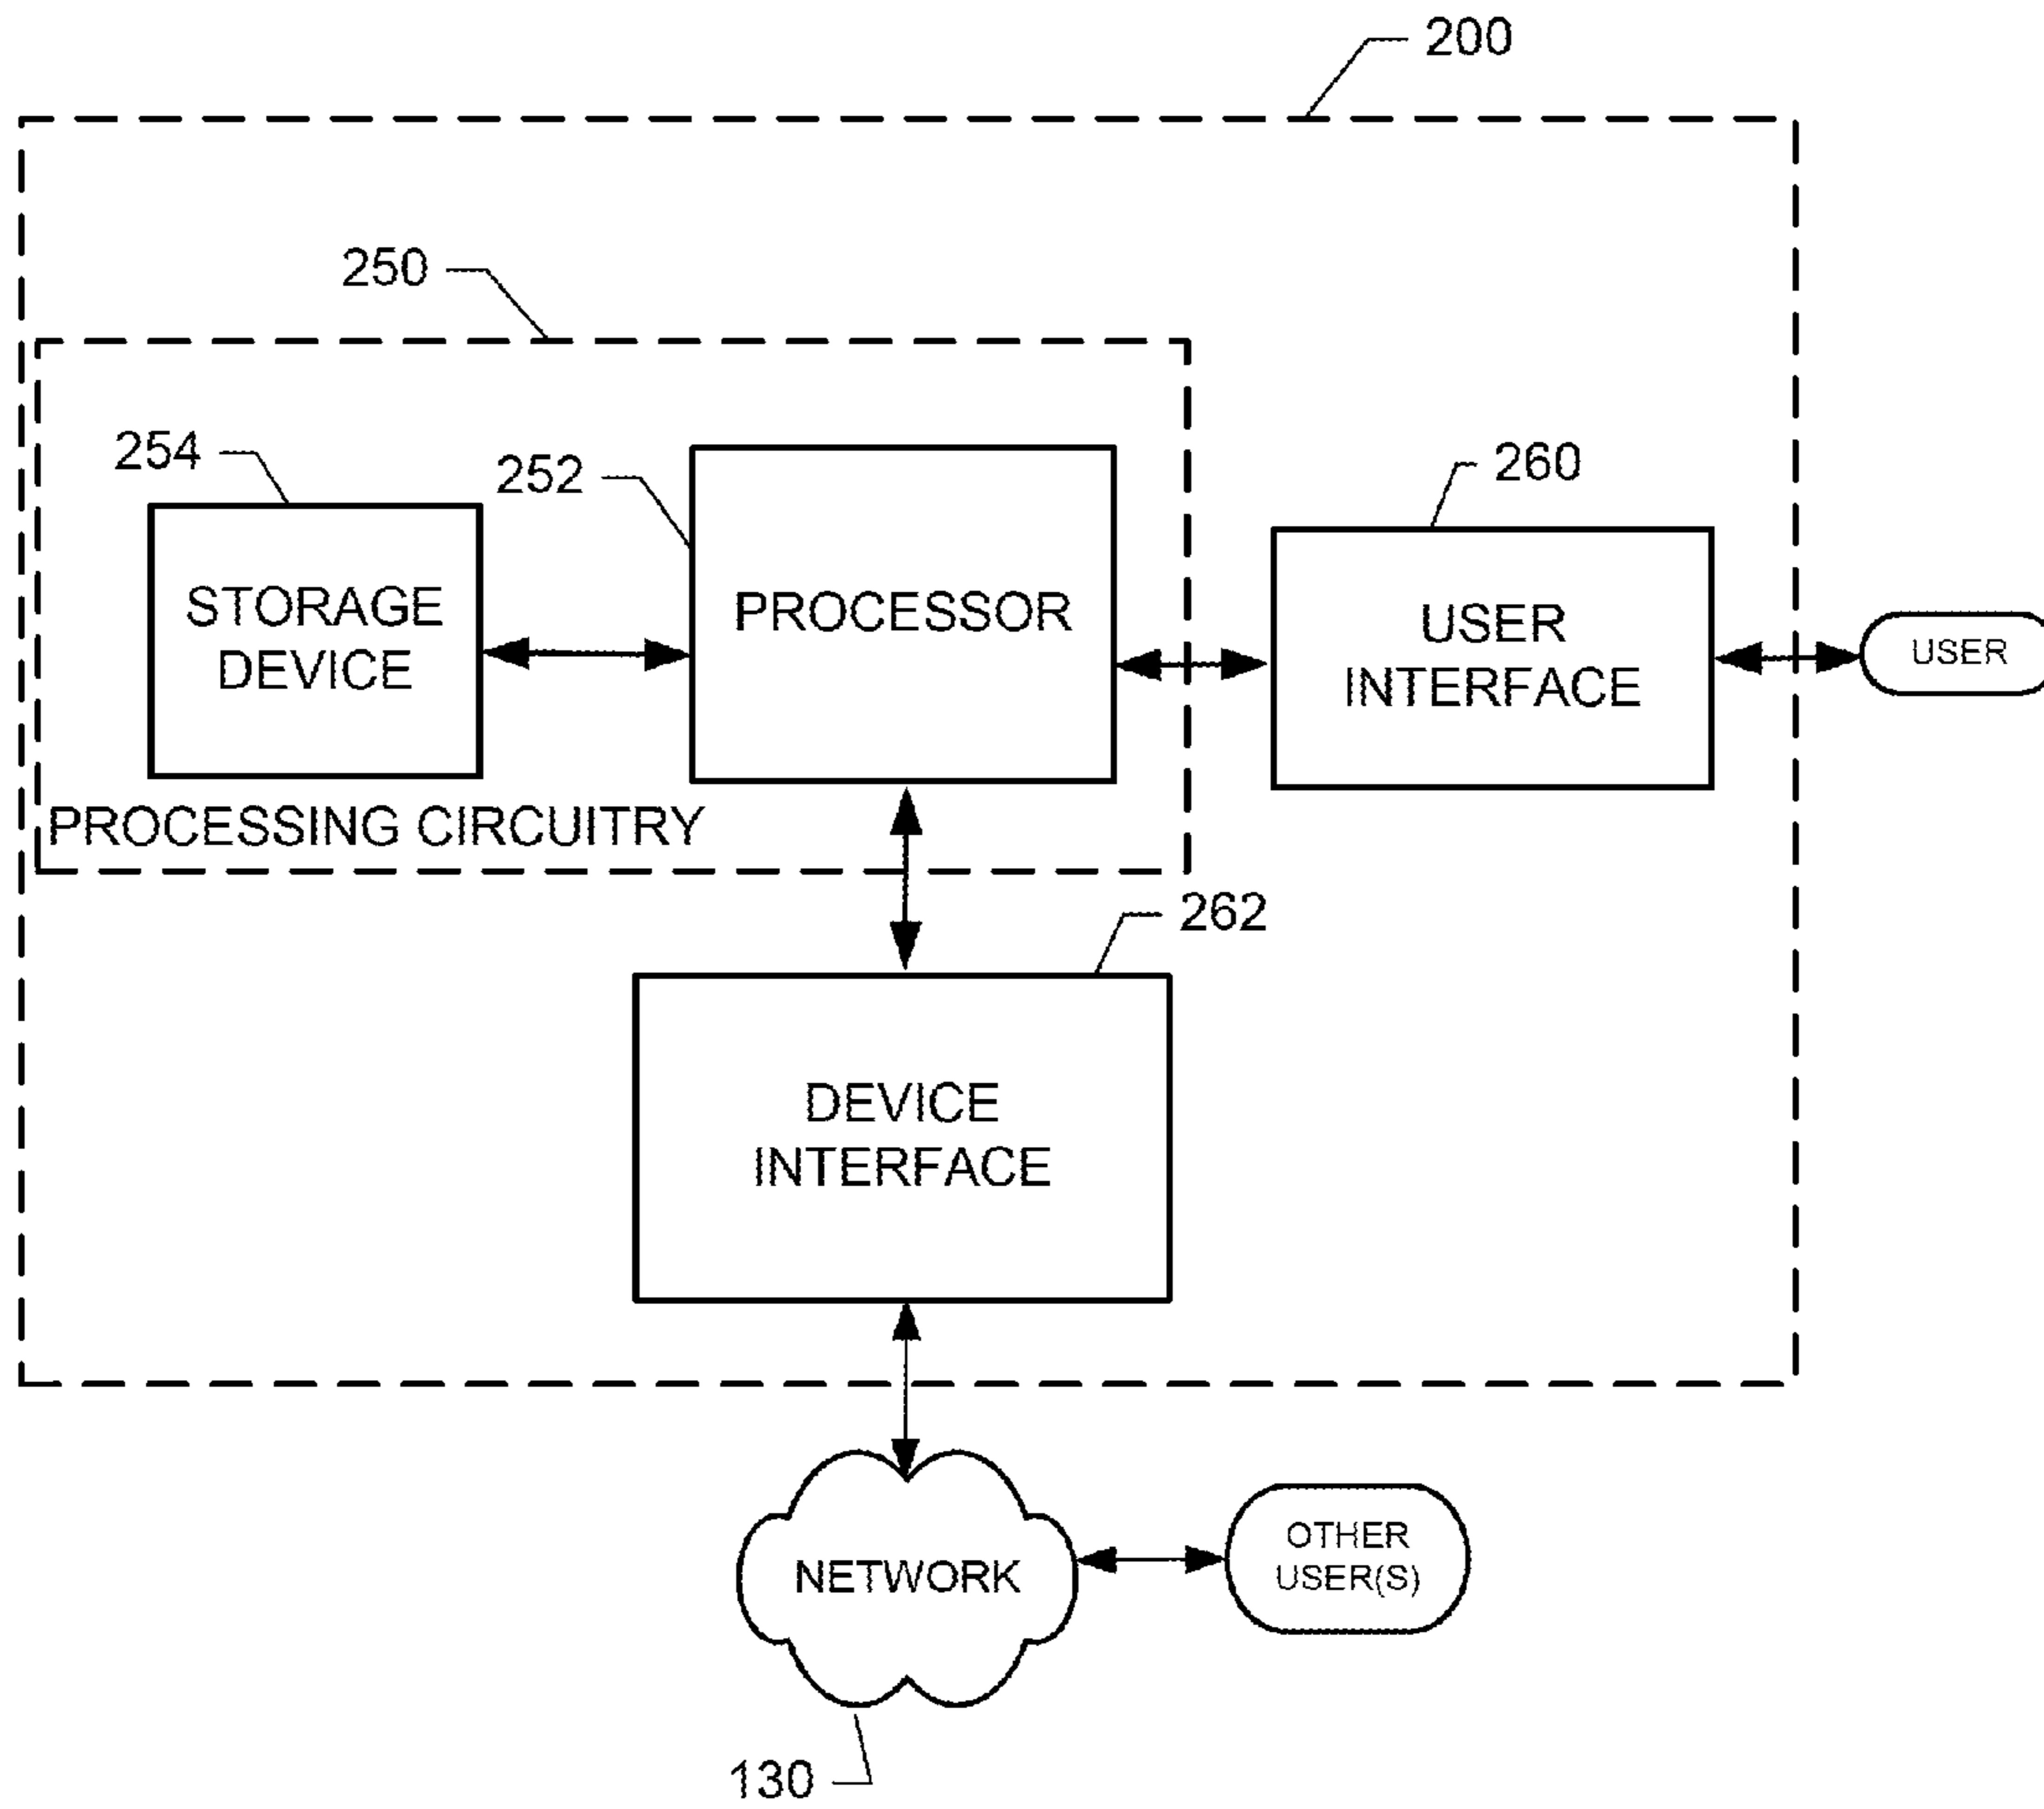 200
250
254
252
260
STORAGE
DEVICE
PROCESSOR
USER
INTERFACE
USER
PROCESSING CIRCUITRY
262
DEVICE
INTERFACE
NETWORK
OTHER
USER(S)
130